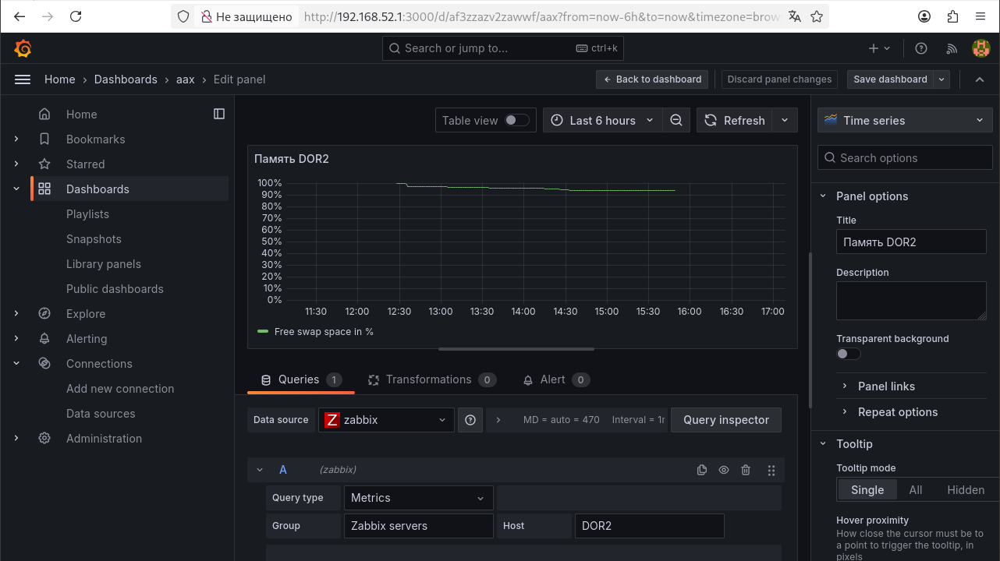 Не защищено
http://192.168.52.1:3000/d/af3zzazv2zawwf/aax?from=now-6h&to=now&timezone=brow
Search or jump to...
ctrl+k
Home › Dashboards › aax › Edit panel
Back to dashboard
Discard panel changes
Save dashboard
Home
Bookmarks
Starred
Dashboards
Playlists
Snapshots
Library panels
Public dashboards
Explore
Alerting
Connections
Add new connection
Data sources
Administration
Table view
Last 6 hours
Refresh
Память DOR2
100%
90%
80%
70%
60%
50%
40%
30%
20%
10%
0%
11:30 12:00 12:30 13:00 13:30 14:00 14:30 15:00 15:30 16:00 16:30 17:00
Free swap space in %
Queries 1
Transformations 0
Alert 0
Data source
Z zabbix
MD = auto = 470 Interval = 1
Query inspector
A (zabbix)
Query type Metrics
Group Zabbix servers Host DOR2
Time series
Search options
Panel options
Title
Память DOR2
Description
Transparent background
Panel links
Repeat options
Tooltip
Tooltip mode
Single All Hidden
Hover proximity
How close the cursor must be to
a point to trigger the tooltip, in
pixels